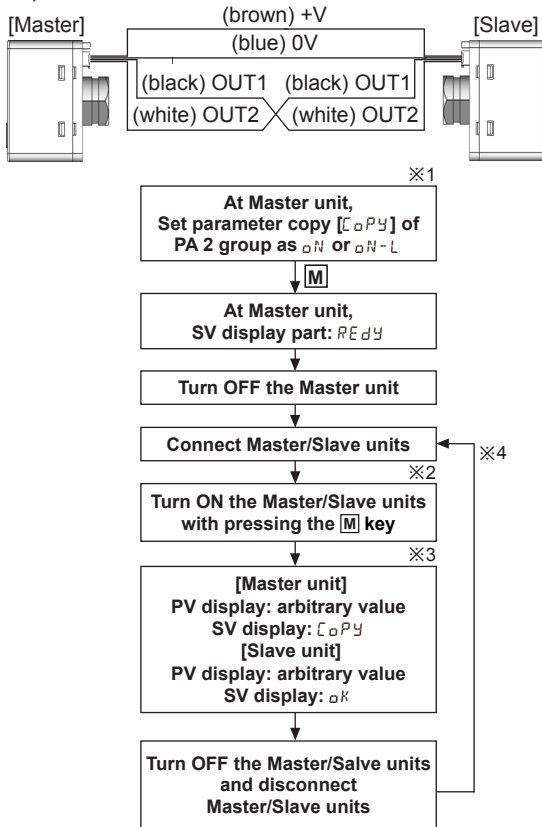 (brown) +V
[Master]
[Slave]
(blue) 0V
(black) OUT1
(black) OUT1
(white) OUT2
(white) OUT2
※1
At Master unit,
Set parameter copy [CoPY] of
PA 2 group as oN or oN-L
M
At Master unit,
SV display part: REdY
Turn OFF the Master unit
Connect Master/Slave units
※4
※2
Turn ON the Master/Slave units
with pressing the M key
※3
[Master unit]
PV display: arbitrary value
SV display: CoPY
[Slave unit]
PV display: arbitrary value
SV display: oK
Turn OFF the Master/Salve units
and disconnect
Master/Slave units